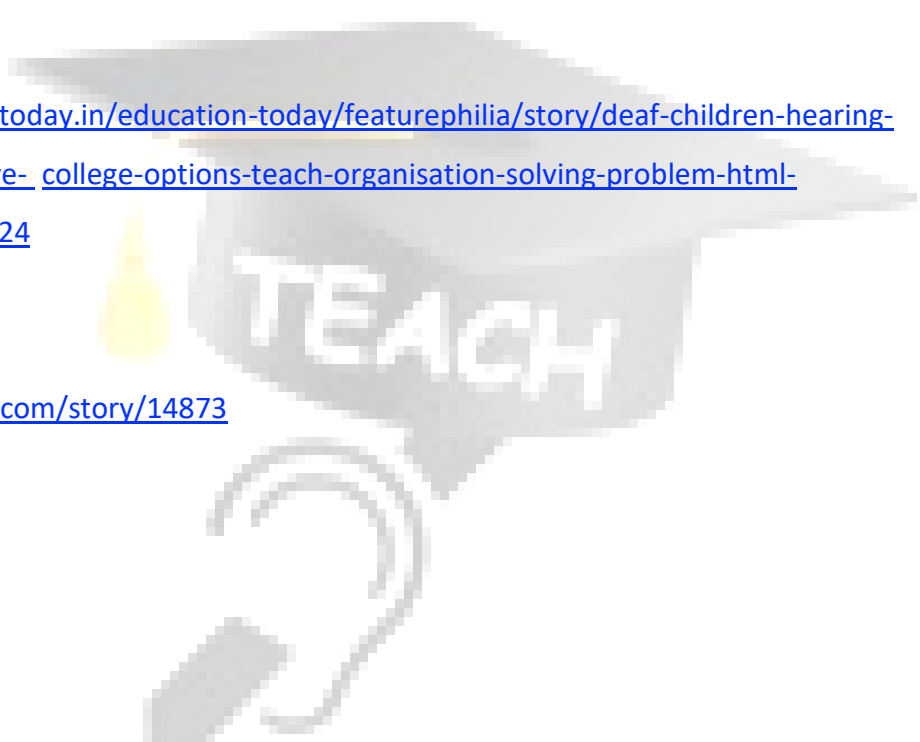 today.in/education-today/featurephilia/story/deaf-children-hearing-
e- college-options-teach-organisation-solving-problem-html-
24
TEACH
.com/story/14873